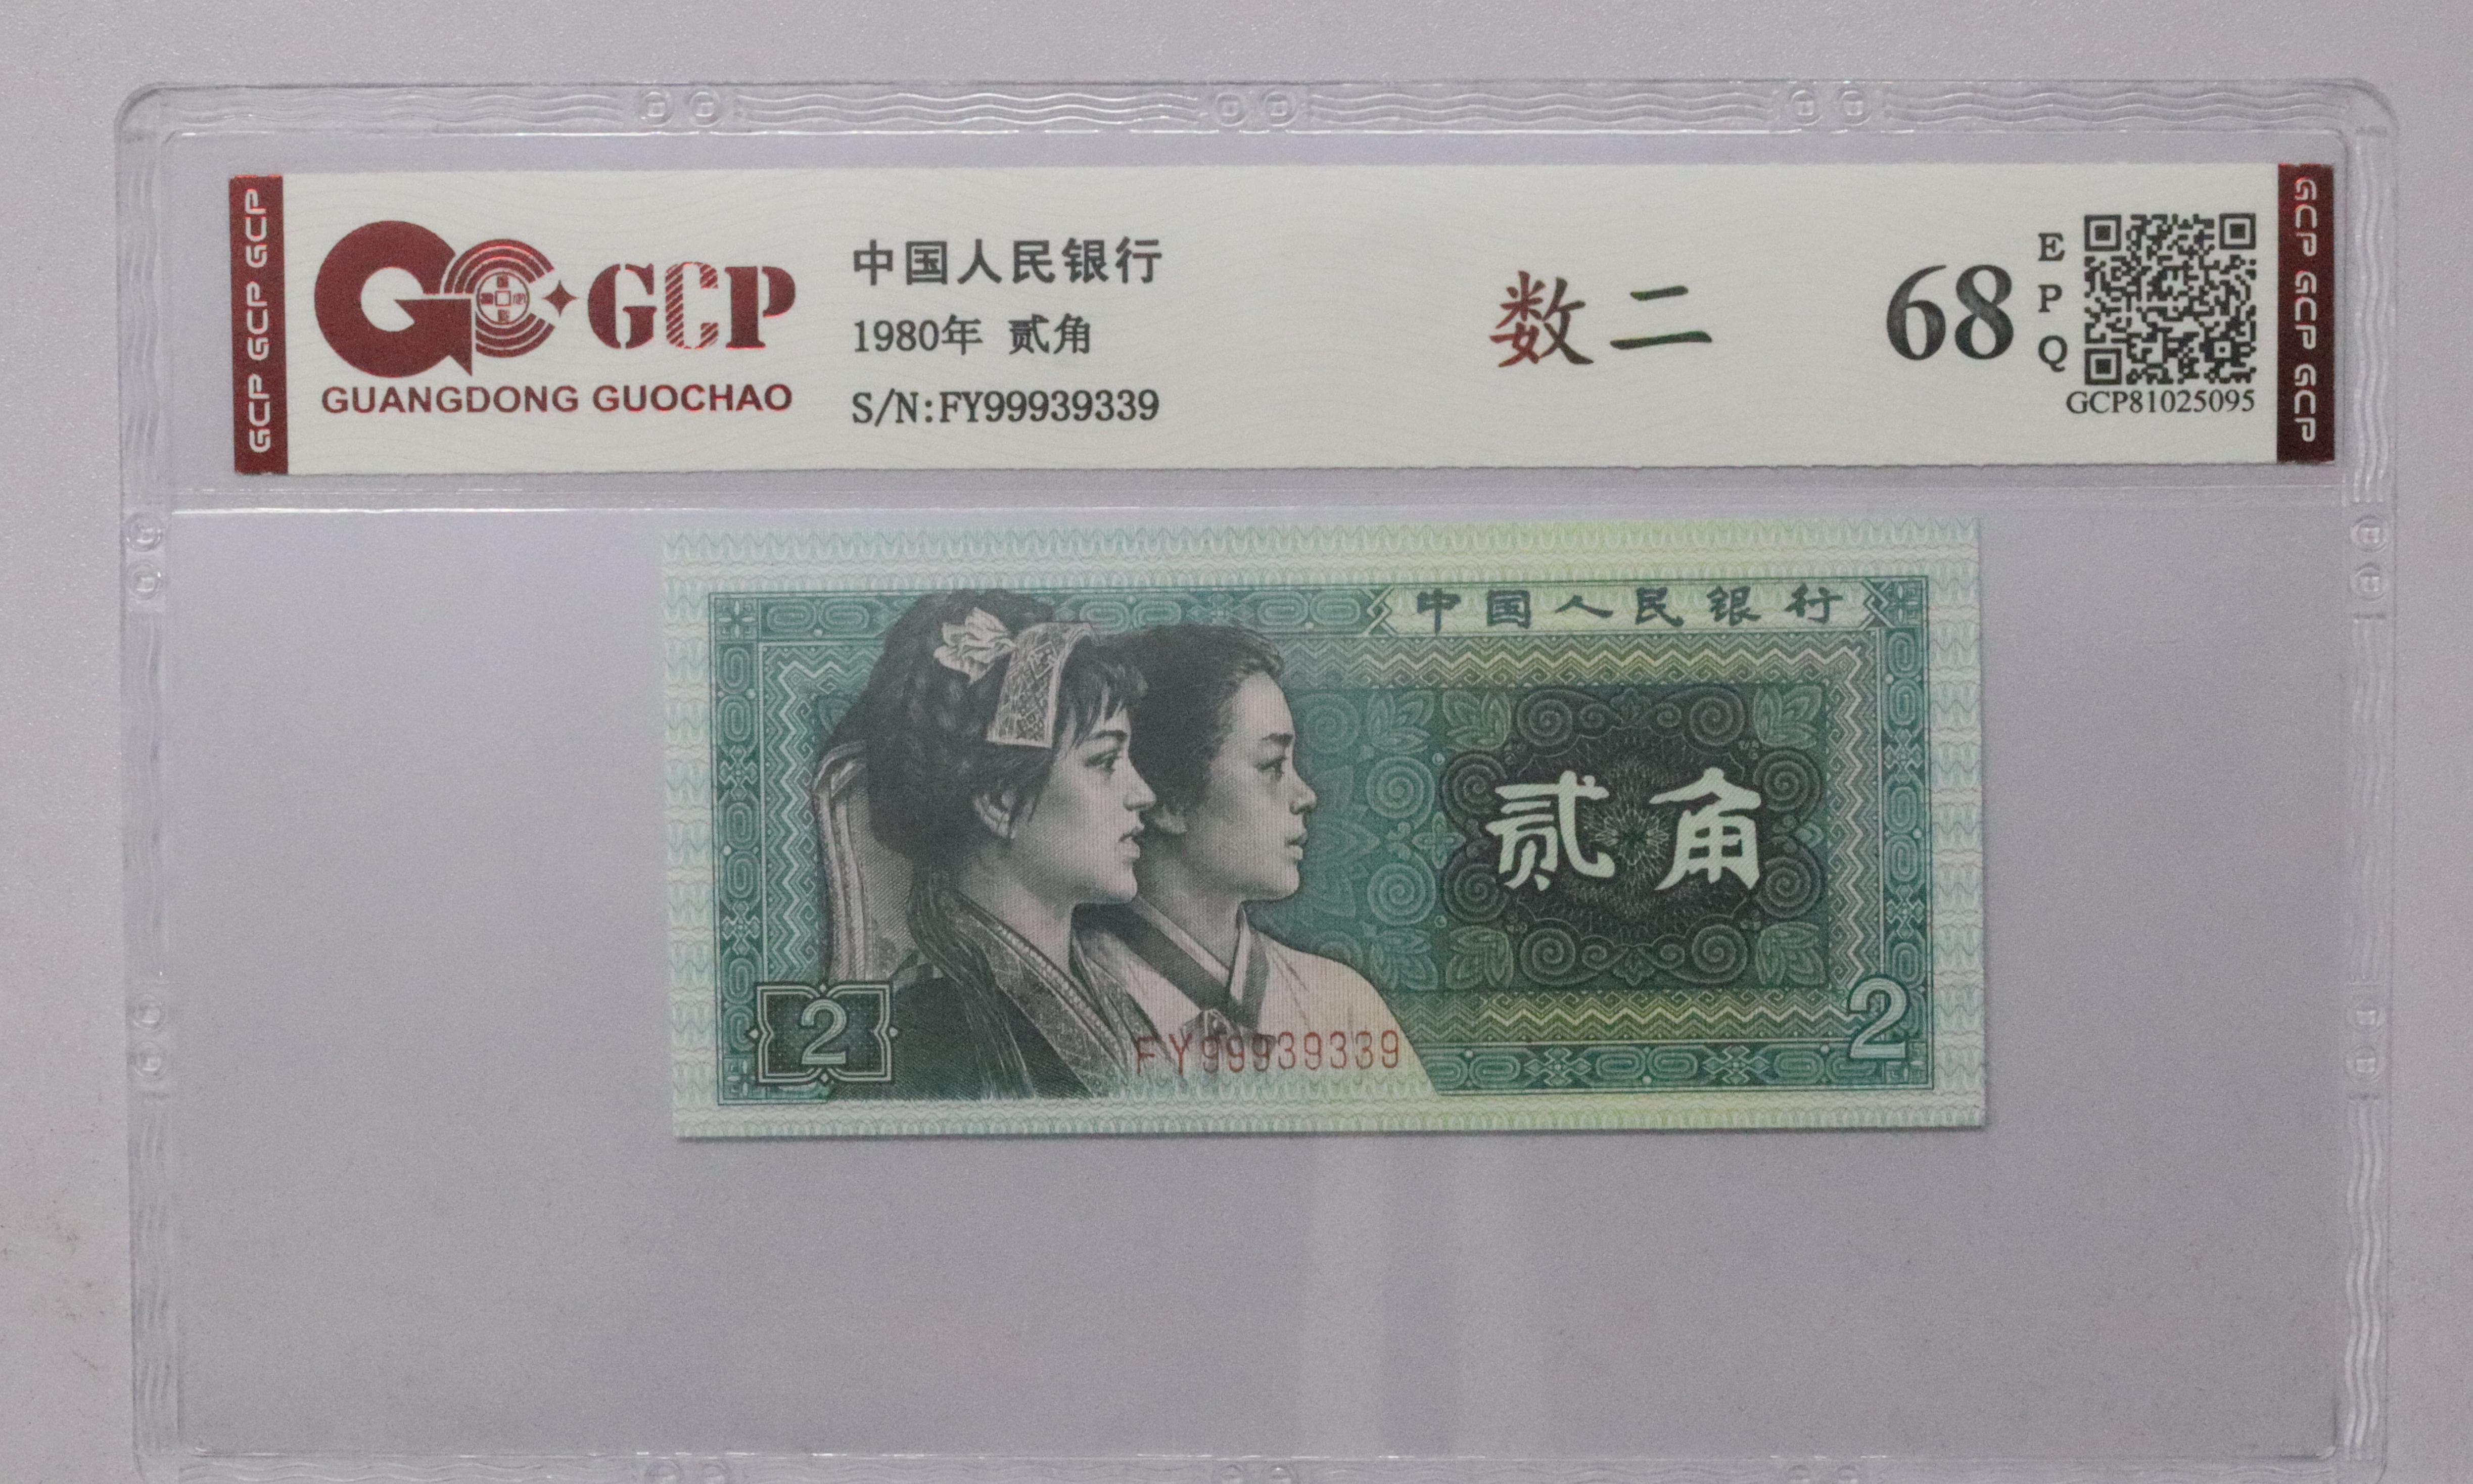 GCP GCP GCP
GCP
GUANGDONG GUOCHAO
中国人民银行
1980年 贰角
S/N:FY99939339
数二
68
E
P
Q
GCP81025095
GCP GCP GCP
中国人民银行
贰角
2
FY99939339
2